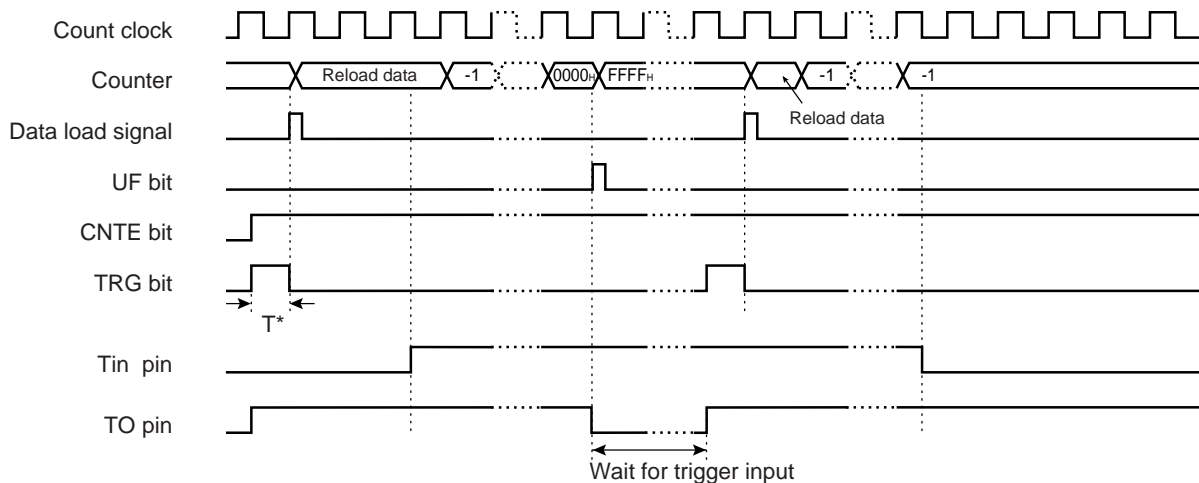 Count clock
Counter
Reload data
-1
0000H
FFFFH
-1
-1
Reload data
Data load signal
UF bit
CNTE bit
TRG bit
T*
Tin pin
TO pin
Wait for trigger input